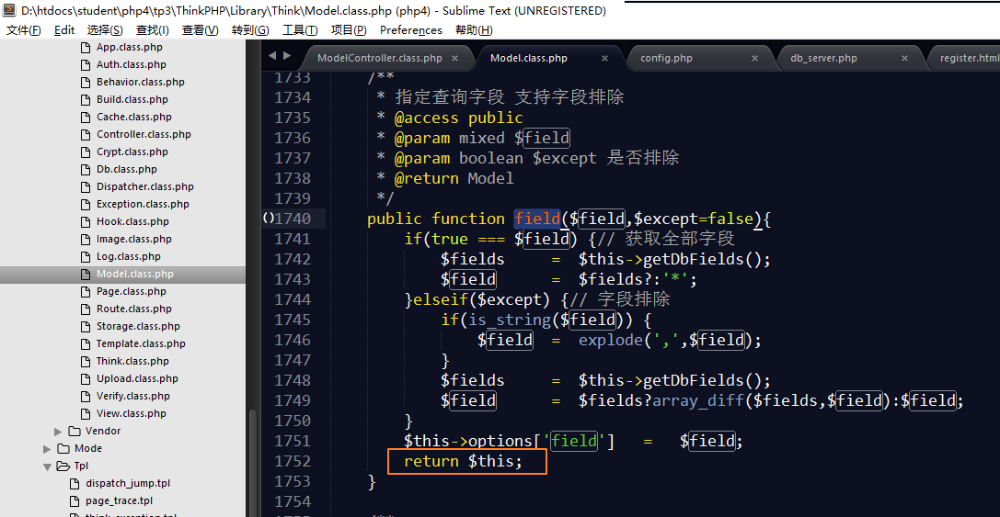 D:\htdocs\student\php4\tp3\ThinkPHP\Library\Think\Model.class.php (php4) - Sublime Text (UNREGISTERED)
文件(F) Edit 选择(S) 查找(I) 查看(V) 转到(G) 工具(T) 项目(P) Preferences 帮助(H)
App.class.php
Auth.class.php
Behavior.class.php
Build.class.php
Cache.class.php
Controller.class.php
Crypt.class.php
Db.class.php
Dispatcher.class.php
Exception.class.php
Hook.class.php
Image.class.php
Log.class.php
Model.class.php
Page.class.php
Route.class.php
Storage.class.php
Template.class.php
Think.class.php
Upload.class.php
Verify.class.php
View.class.php
Vendor
Mode
Tpl
dispatch_jump.tpl
page_trace.tpl
think_exception.tpl
ModelController.class.php × Model.class.php × config.php × db_server.php × register.html
1733 /**
1734 * 指定查询字段 支持字段排除
1735 * @access public
1736 * @param mixed $field
1737 * @param boolean $except 是否排除
1738 * @return Model
1739 */
1740 public function field($field,$except=false){
1741 if(true === $field) {// 获取全部字段
1742 $fields = $this->getDbFields();
1743 $field = $fields?:'*';
1744 }elseif($except) {// 字段排除
1745 if(is_string($field)) {
1746 $field = explode(',',$field);
1747 }
1748 $fields = $this->getDbFields();
1749 $field = $fields?array_diff($fields,$field):$field;
1750 }
1751 $this->options['field'] = $field;
1752 return $this;
1753 }
1754